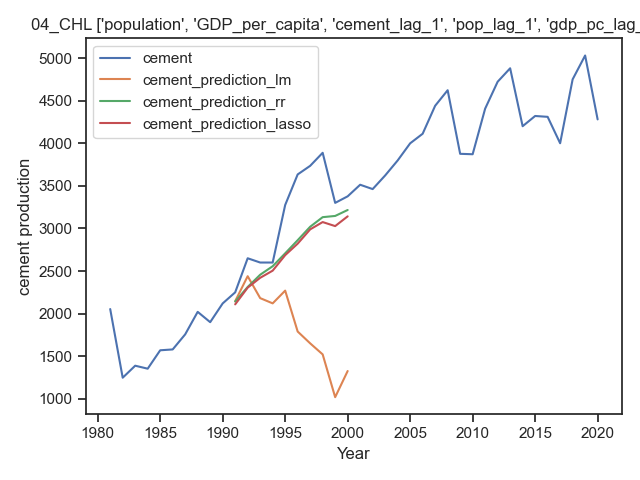 04_CHL ['population', 'GDP_per_capita', 'cement_lag_1', 'pop_lag_1', 'gdp_pc_lag_
cement
cement_prediction_lm
cement_prediction_rr
cement_prediction_lasso
cement production
5000
4500
4000
3500
3000
2500
2000
1500
1000
1980 1985 1990 1995 2000 2005 2010 2015 2020
Year